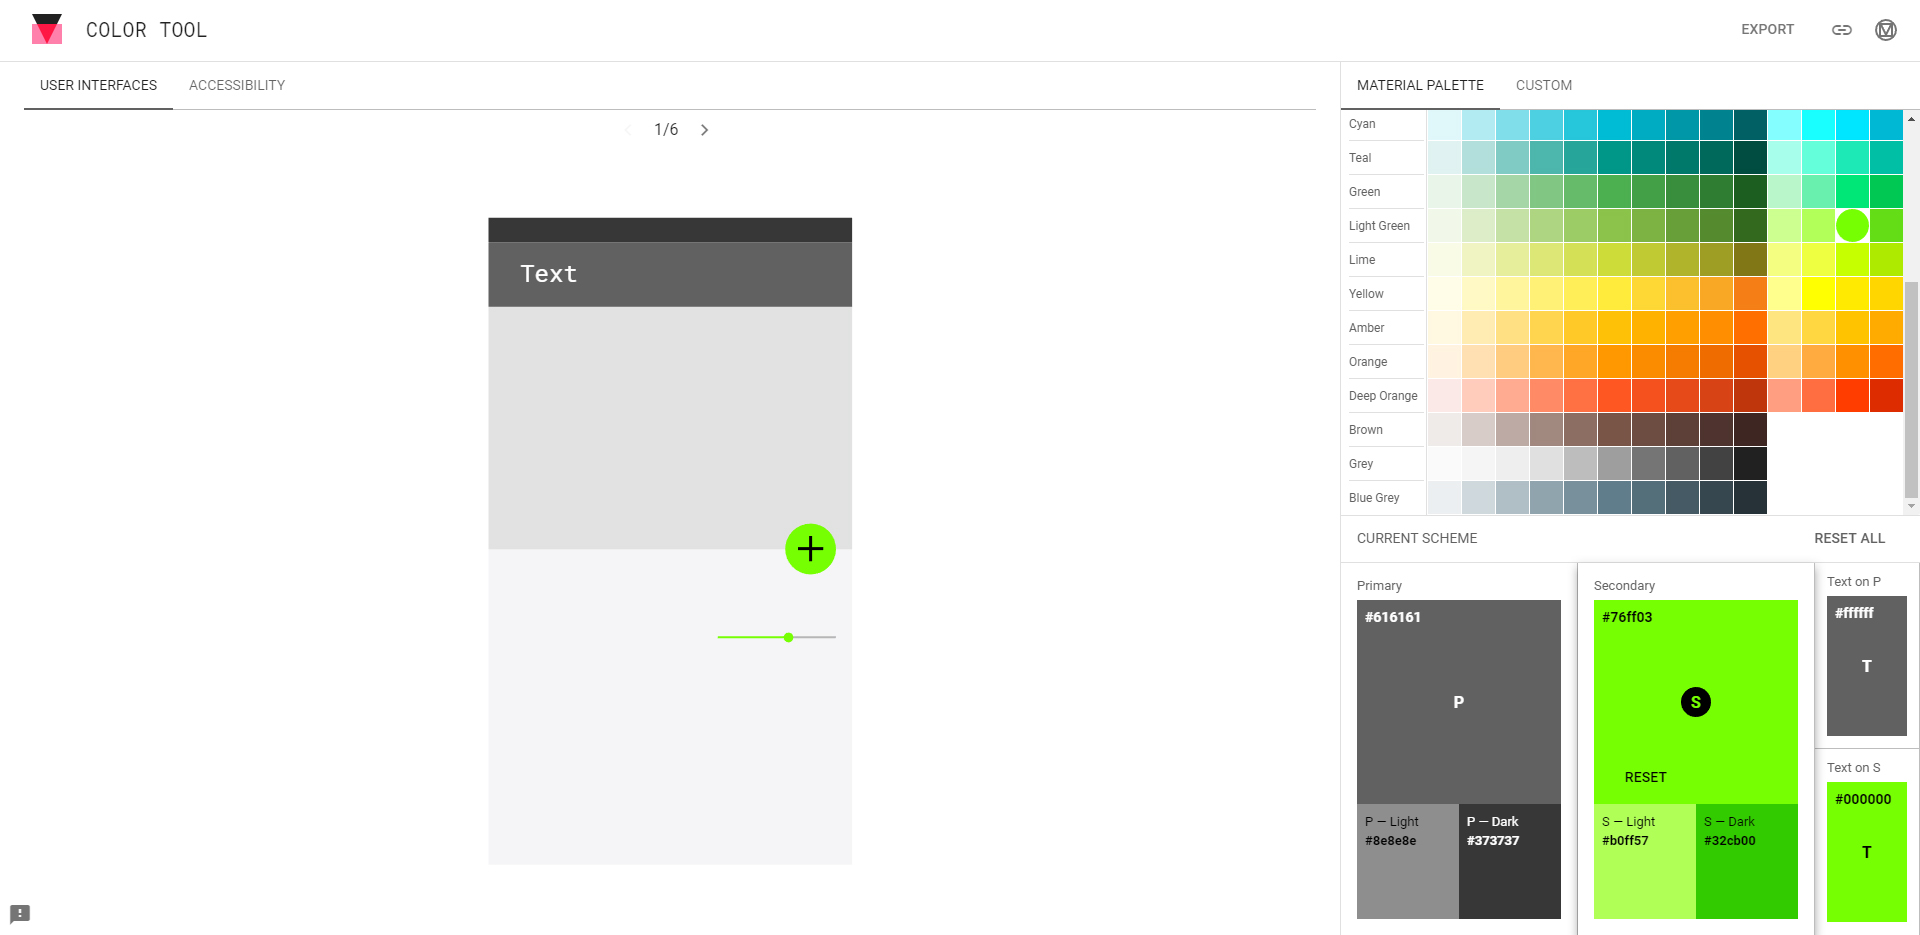 COLOR TOOL
EXPORT
USER INTERFACES
ACCESSIBILITY
1/6
Text
MATERIAL PALETTE
CUSTOM
Cyan
Teal
Green
Light Green
Lime
Yellow
Amber
Orange
Deep Orange
Brown
Grey
Blue Grey
CURRENT SCHEME
RESET ALL
Primary
#616161
P
P — Light
#8e8e8e
P — Dark
#373737
Secondary
#76ff03
S
RESET
S — Light
#b0ff57
S — Dark
#32cb00
Text on P
#ffffff
T
Text on S
#000000
T